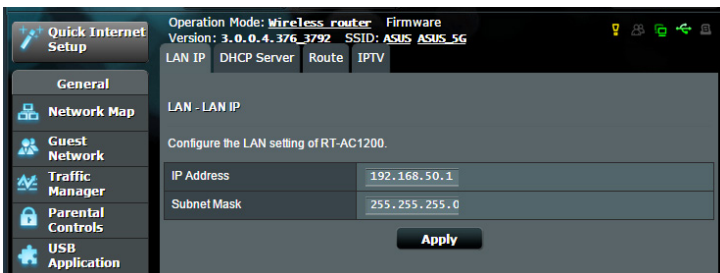 Quick Internet
Setup
Operation Mode: Wireless router Firmware
Version: 3.0.0.4.376_3792 SSID: ASUS ASUS_5G
LAN IP DHCP Server Route IPTV
General
Network Map
Guest
Network
Traffic
Manager
Parental
Controls
USB
Application
LAN - LAN IP
Configure the LAN setting of RT-AC1200.
IP Address 192.168.50.1
Subnet Mask 255.255.255.0
Apply